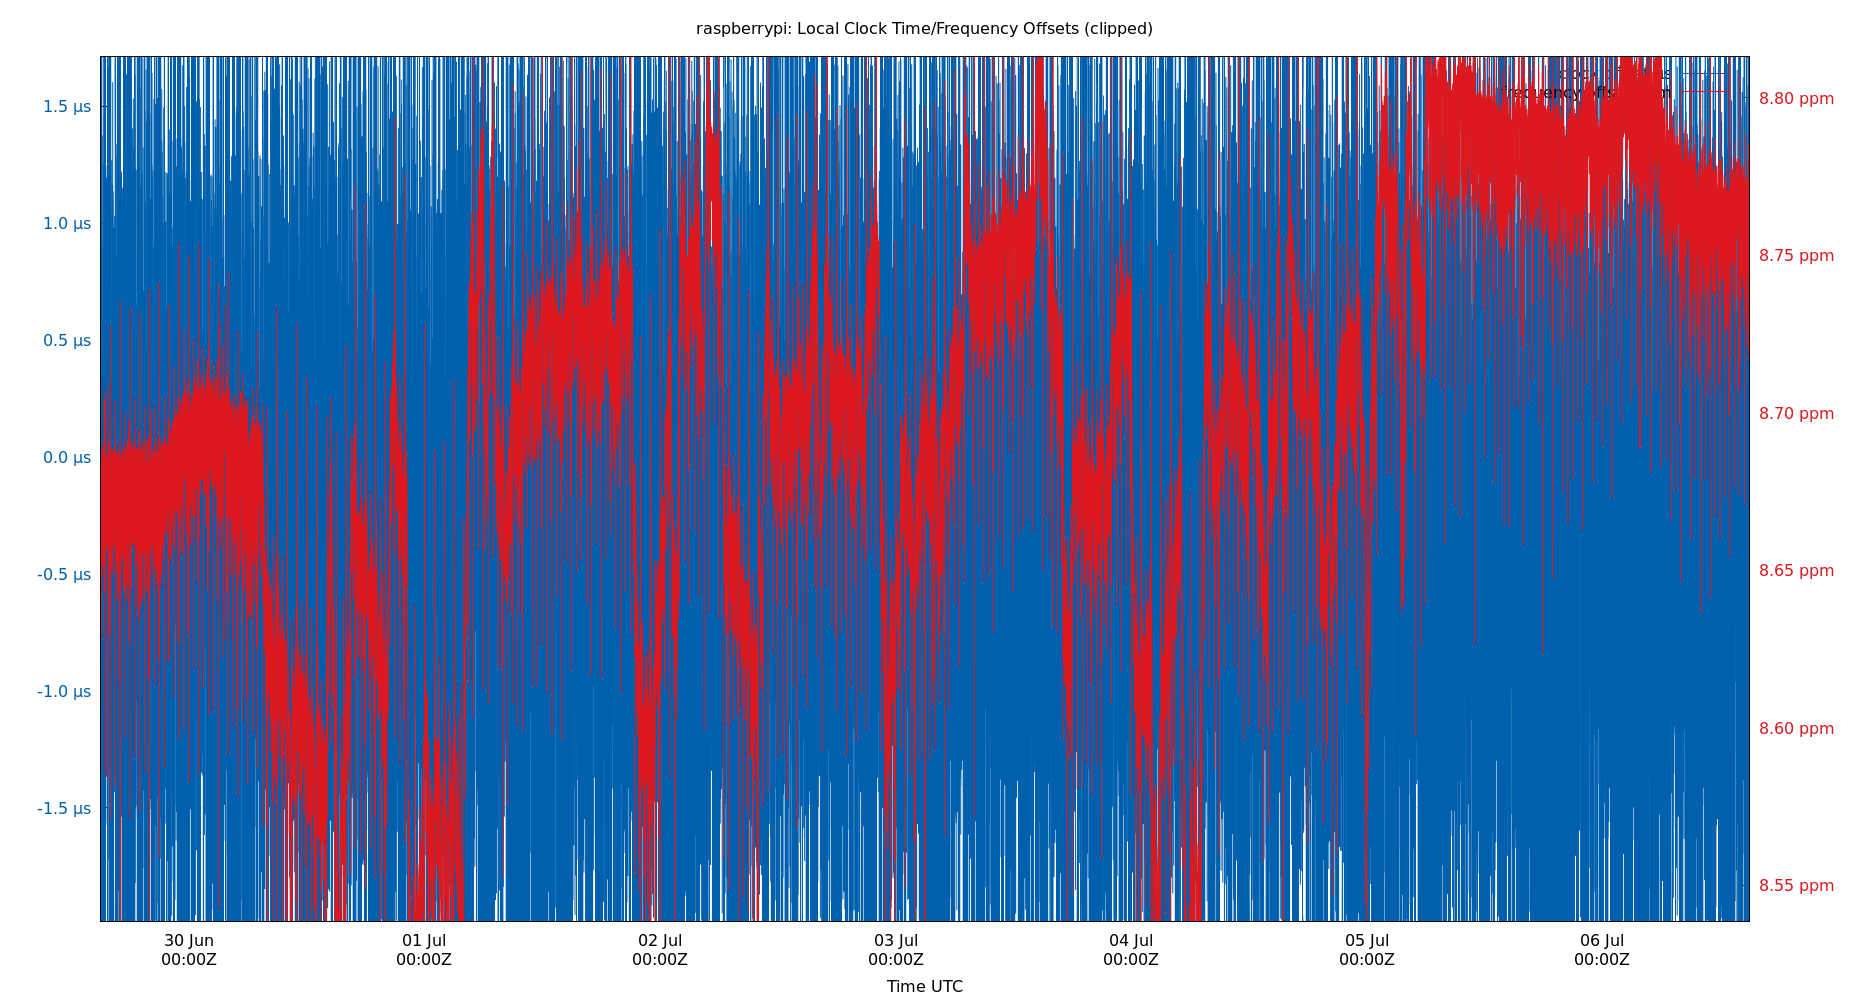 raspberrypi: Local Clock Time/Frequency Offsets (clipped)
1.5 µs
1.0 µs
0.5 µs
0.0 µs
-0.5 µs
-1.0 µs
-1.5 µs
8.80 ppm
8.75 ppm
8.70 ppm
8.65 ppm
8.60 ppm
8.55 ppm
30 Jun
00:00Z
01 Jul
00:00Z
02 Jul
00:00Z
03 Jul
00:00Z
04 Jul
00:00Z
05 Jul
00:00Z
06 Jul
00:00Z
Time UTC